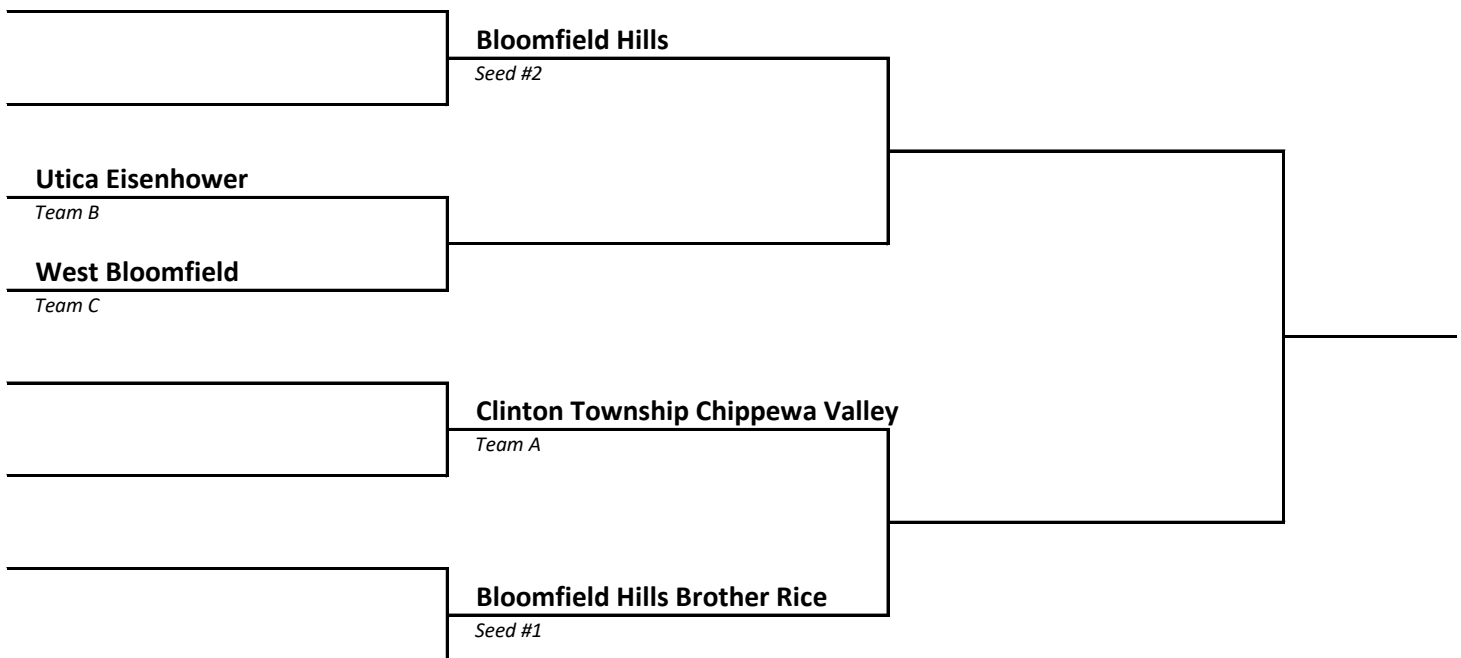 Bloomfield Hills
Seed #2
Utica Eisenhower
Team B
West Bloomfield
Team C
Clinton Township Chippewa Valley
Team A
Bloomfield Hills Brother Rice
Seed #1